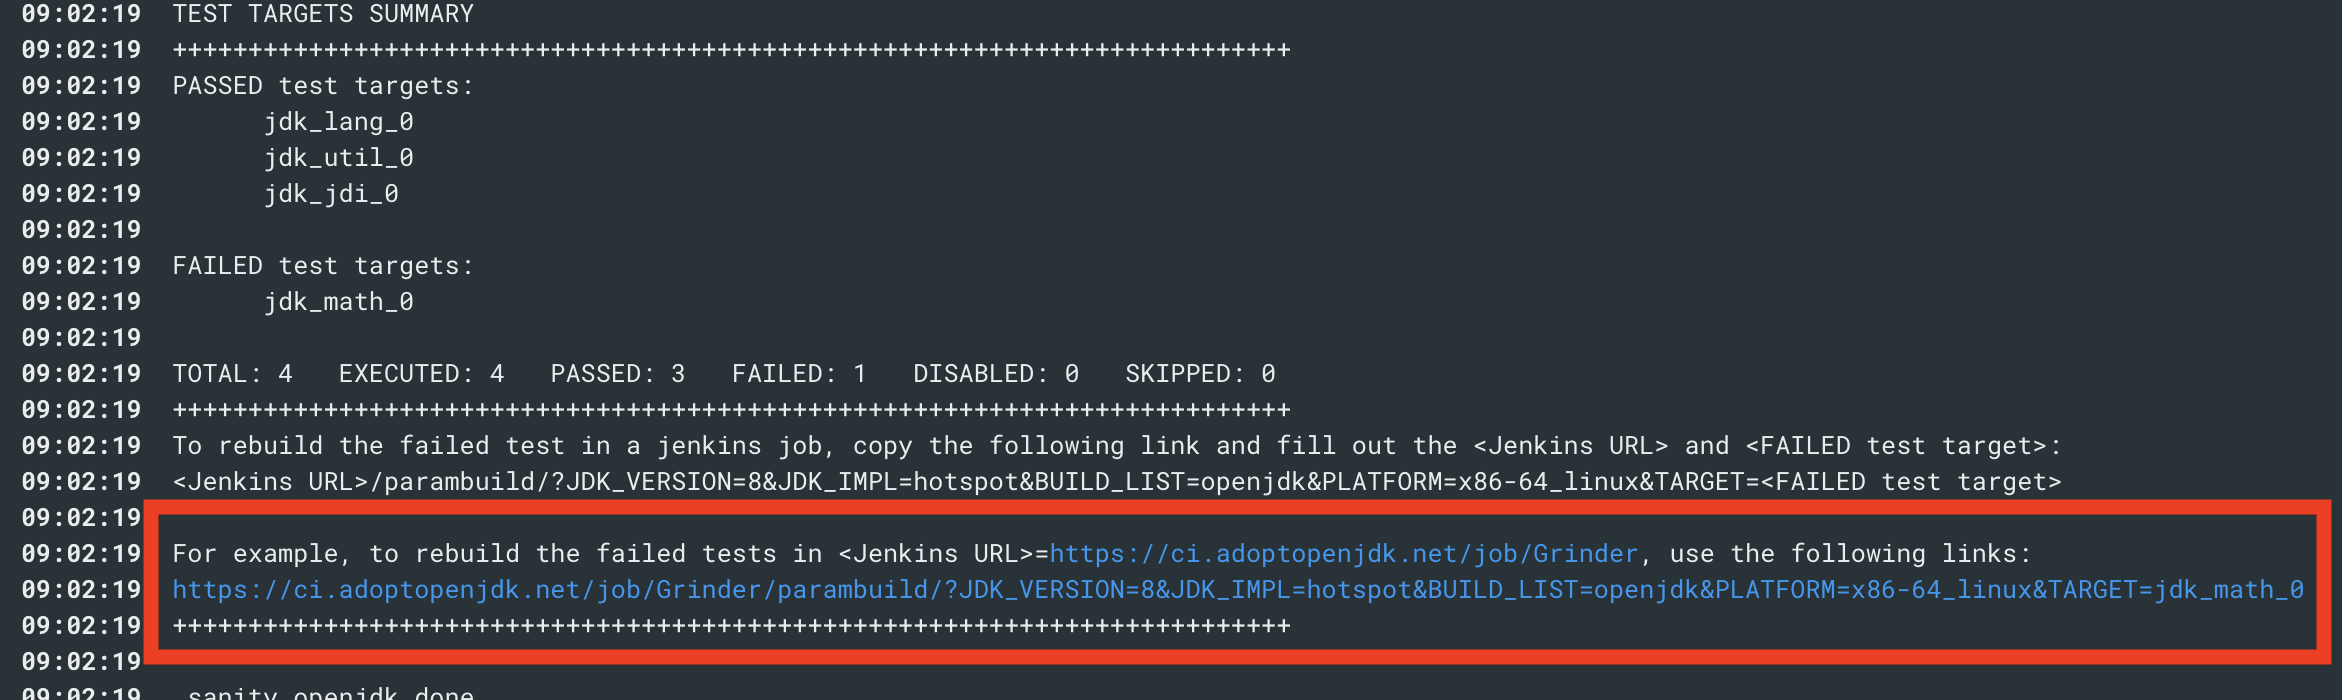 09:02:19 TEST TARGETS SUMMARY
09:02:19 ++++++++++++++++++++++++++++++++++++++++++++++++++++++++++++++++++++++++++
09:02:19 PASSED test targets:
09:02:19 jdk_lang_0
09:02:19 jdk_util_0
09:02:19 jdk_jdi_0
09:02:19
09:02:19 FAILED test targets:
09:02:19 jdk_math_0
09:02:19
09:02:19 TOTAL: 4 EXECUTED: 4 PASSED: 3 FAILED: 1 DISABLED: 0 SKIPPED: 0
09:02:19 ++++++++++++++++++++++++++++++++++++++++++++++++++++++++++++++++++++++++++
09:02:19 To rebuild the failed test in a jenkins job, copy the following link and fill out the <Jenkins URL> and <FAILED test target>:
09:02:19 <Jenkins URL>/parambuild/?JDK_VERSION=8&JDK_IMPL=hotspot&BUILD_LIST=openjdk&PLATFORM=x86-64_linux&TARGET=<FAILED test target>
09:02:19
09:02:19 For example, to rebuild the failed tests in <Jenkins URL>=https://ci.adoptopenjdk.net/job/Grinder, use the following links:
09:02:19 https://ci.adoptopenjdk.net/job/Grinder/parambuild/?JDK_VERSION=8&JDK_IMPL=hotspot&BUILD_LIST=openjdk&PLATFORM=x86-64_linux&TARGET=jdk_math_0
09:02:19 ++++++++++++++++++++++++++++++++++++++++++++++++++++++++++++++++++++++++++
09:02:19
09:02:19 sanity openjdk done